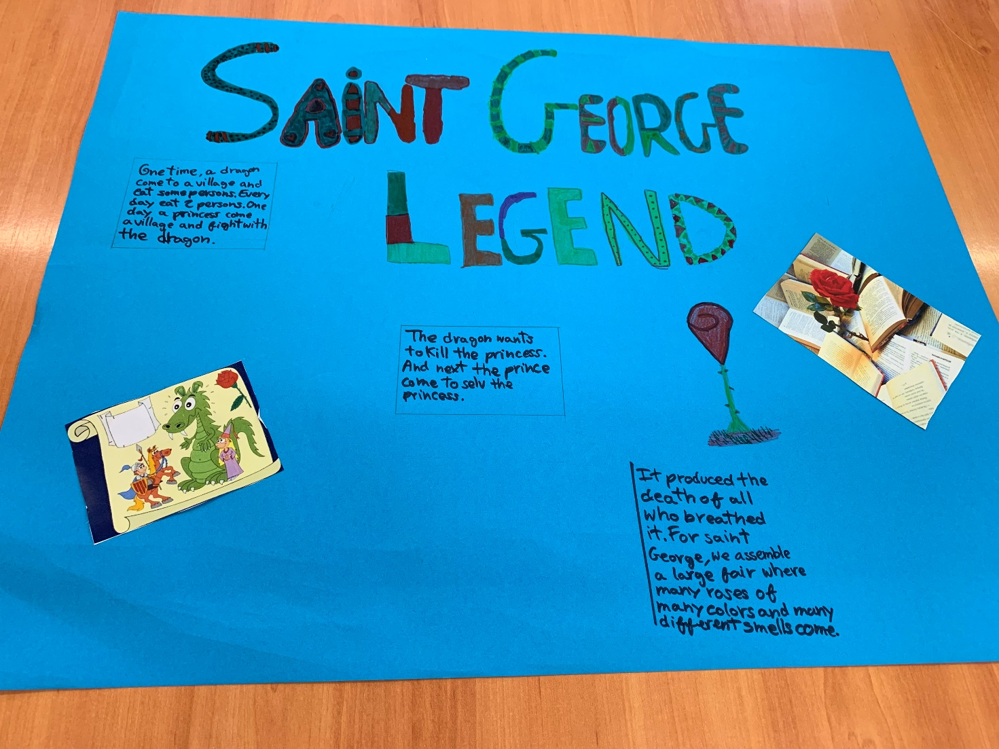 SAiNT GEORGE
LEGEND
One time, a dragon
come to a village and
eat some persons. Every
day eat 2 persons. One
day, a princess come
a village and fight with
the dragon.
The dragon wants
to kill the princess.
And next the prince
come to selv the
princess.
It produced the
death of all
who breathed
it. For saint
George, we assemble
a large fair where
many roses of
many colors and many
different smells come.